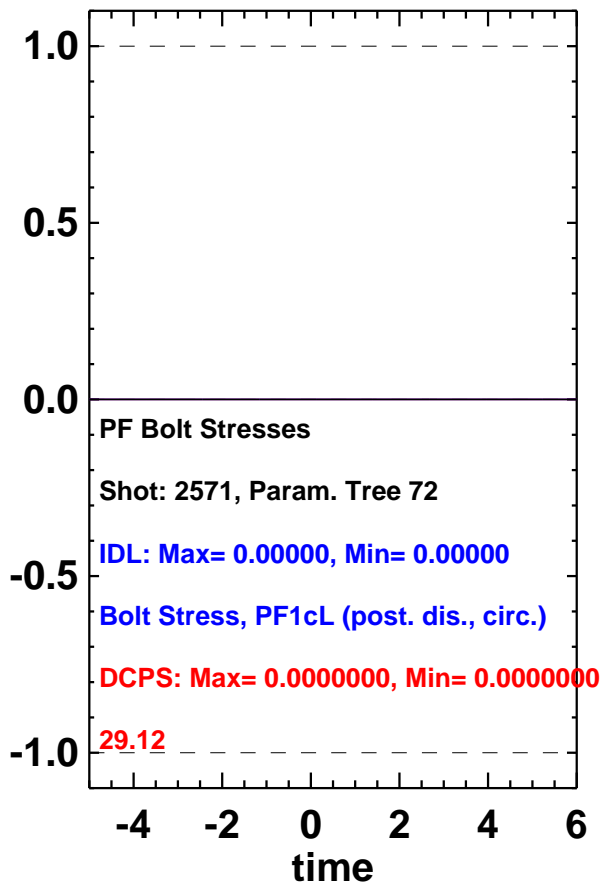 1.0
0.5
0.0
PF Bolt Stresses
Shot: 2571, Param. Tree 72
IDL: Max= 0.00000, Min= 0.00000
-0.5
Bolt Stress, PF1cL (post. dis., circ.)
DCPS: Max= 0.0000000, Min= 0.0000000
29.12
-1.0
-4 -2 0 2 4 6
time